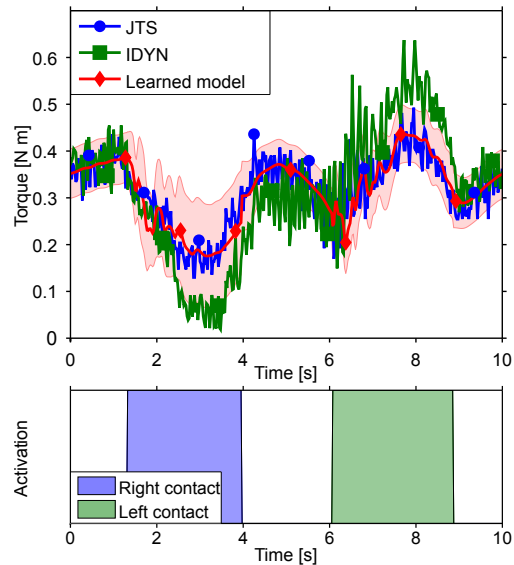 JTS
IDYN
Learned model
Torque [N m]
0.6
0.5
0.4
0.3
0.2
0.1
0
0 2 4 6 8 10
Time [s]
Activation
Right contact
Left contact
0 2 4 6 8 10
Time [s]